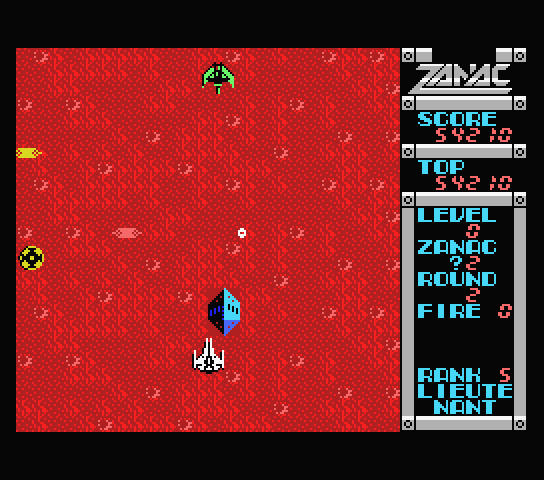 ZANAC
SCORE
54210
TOP
54210
LEVEL
0
ZANAC
?2
ROUND
2
FIRE 0
RANK 5
LIEUTE
NANT